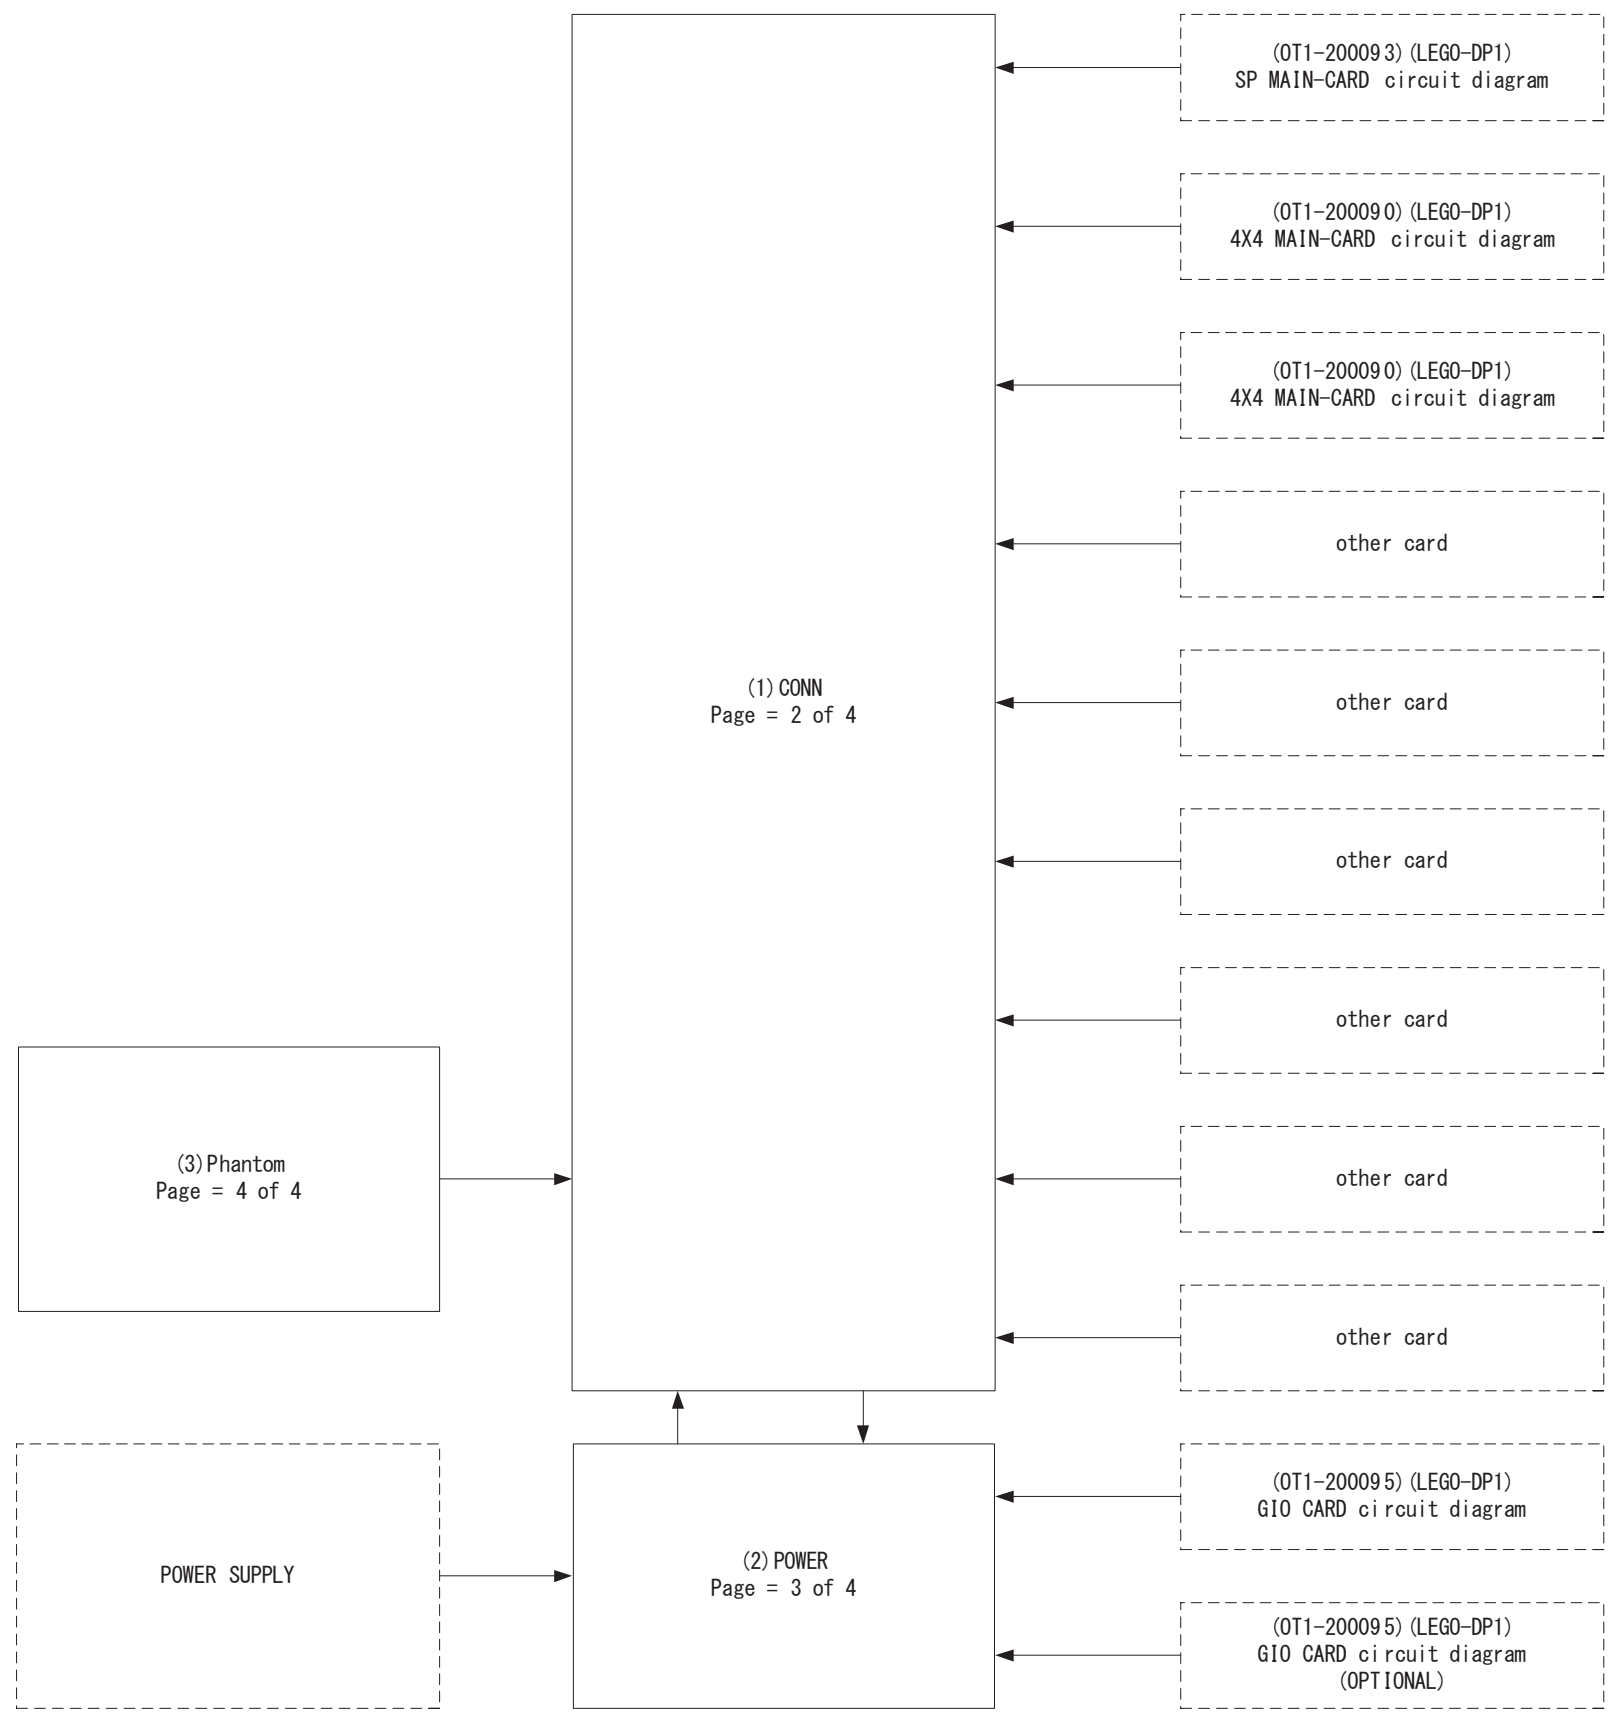 (OT1-200093)(LEGO-DP1)
SP MAIN-CARD circuit diagram
(OT1-200090)(LEGO-DP1)
4X4 MAIN-CARD circuit diagram
(OT1-200090)(LEGO-DP1)
4X4 MAIN-CARD circuit diagram
other card
other card
(1)CONN
Page = 2 of 4
other card
other card
(3)Phantom
Page = 4 of 4
other card
other card
(OT1-200095)(LEGO-DP1)
GIO CARD circuit diagram
POWER SUPPLY
(2)POWER
Page = 3 of 4
(OT1-200095)(LEGO-DP1)
GIO CARD circuit diagram
(OPTIONAL)